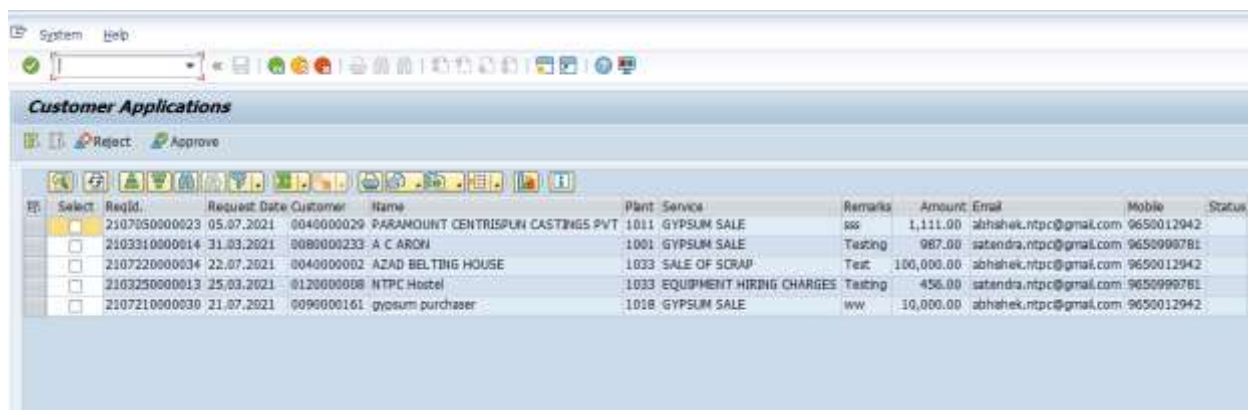 System Help
Customer Applications
Reject Approve
Select ReqId. Request Date Customer Name Plant Service Remarks Amount Email Mobile Status
2107050000023 05.07.2021 0040000029 PARAMOUNT CENTRISPUN CASTINGS PVT 1011 GYPSUM SALE sss 1,111.00 abhishek.ntpc@gmail.com 9650012942
2103310000014 31.03.2021 0080000233 A C ARON 1001 GYPSUM SALE Testing 987.00 satendra.ntpc@gmail.com 9650990781
2107220000034 22.07.2021 0040000002 AZAD BELTING HOUSE 1033 SALE OF SCRAP Test 100,000.00 abhishek.ntpc@gmail.com 9650012942
2103250000013 25.03.2021 0120000008 NTPC Hostel 1033 EQUIPMENT HIRING CHARGES Testing 456.00 satendra.ntpc@gmail.com 9650990781
2107210000030 21.07.2021 0090000161 gypsum purchaser 1018 GYPSUM SALE ww 10,000.00 abhishek.ntpc@gmail.com 9650012942